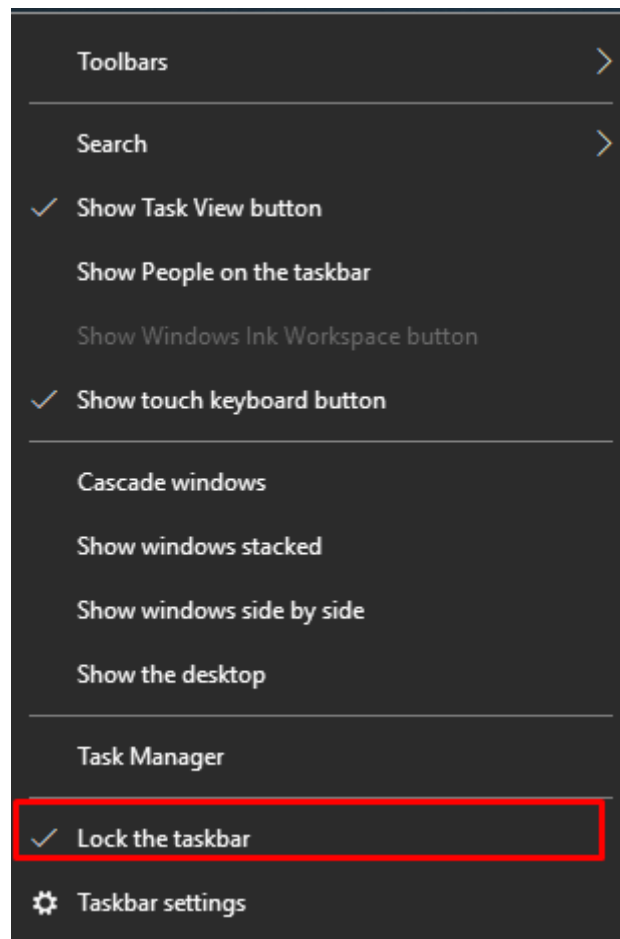 Toolbars
Search
Show Task View button
Show People on the taskbar
Show Windows Ink Workspace button
Show touch keyboard button
Cascade windows
Show windows stacked
Show windows side by side
Show the desktop
Task Manager
Lock the taskbar
Taskbar settings